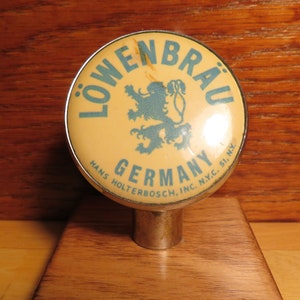 LÖWENBRÄU
GERMANY
HANS HOLTERBOSCH, INC. N.Y.C. 51, N.Y.